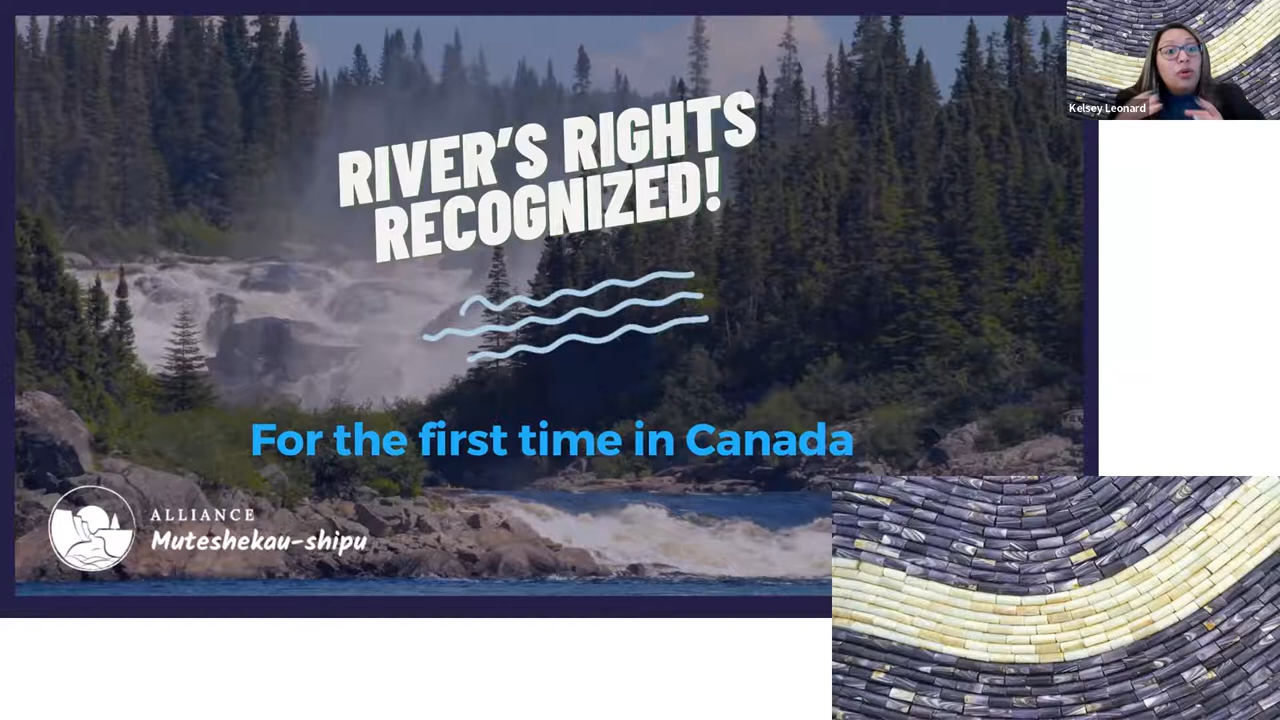 Kelsey Leonard
RIVER'S RIGHTS
RECOGNIZED!
For the first time in Canada
ALLIANCE
Muteshekau-shipu